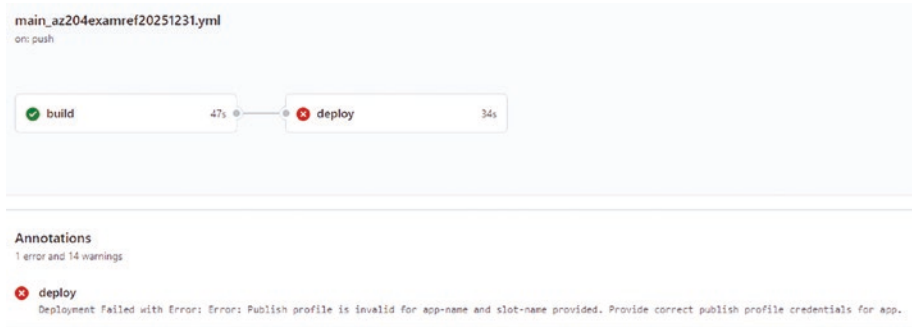 main_az204examref20251231.yml
on: push
build 47s deploy 34s
Annotations
1 error and 14 warnings
deploy
Deployment Failed with Error: Error: Publish profile is invalid for app-name and slot-name provided. Provide correct publish profile credentials for app.